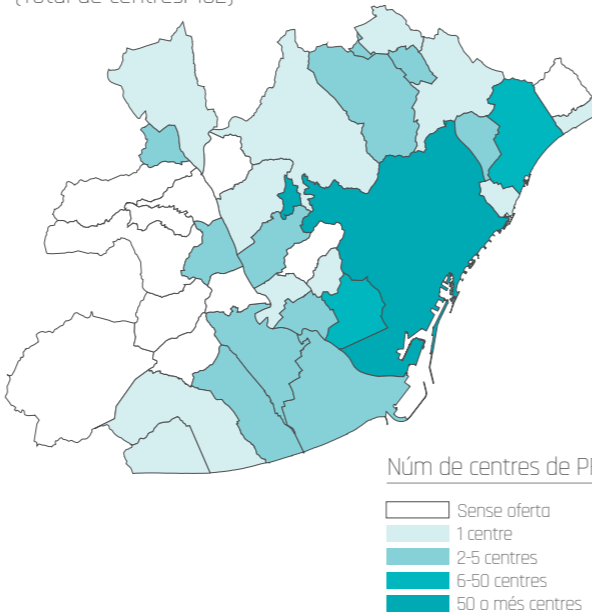 Núm de centres de
Sense oferta
1 centre
2-5 centres
6-50 centres
50 o més centres